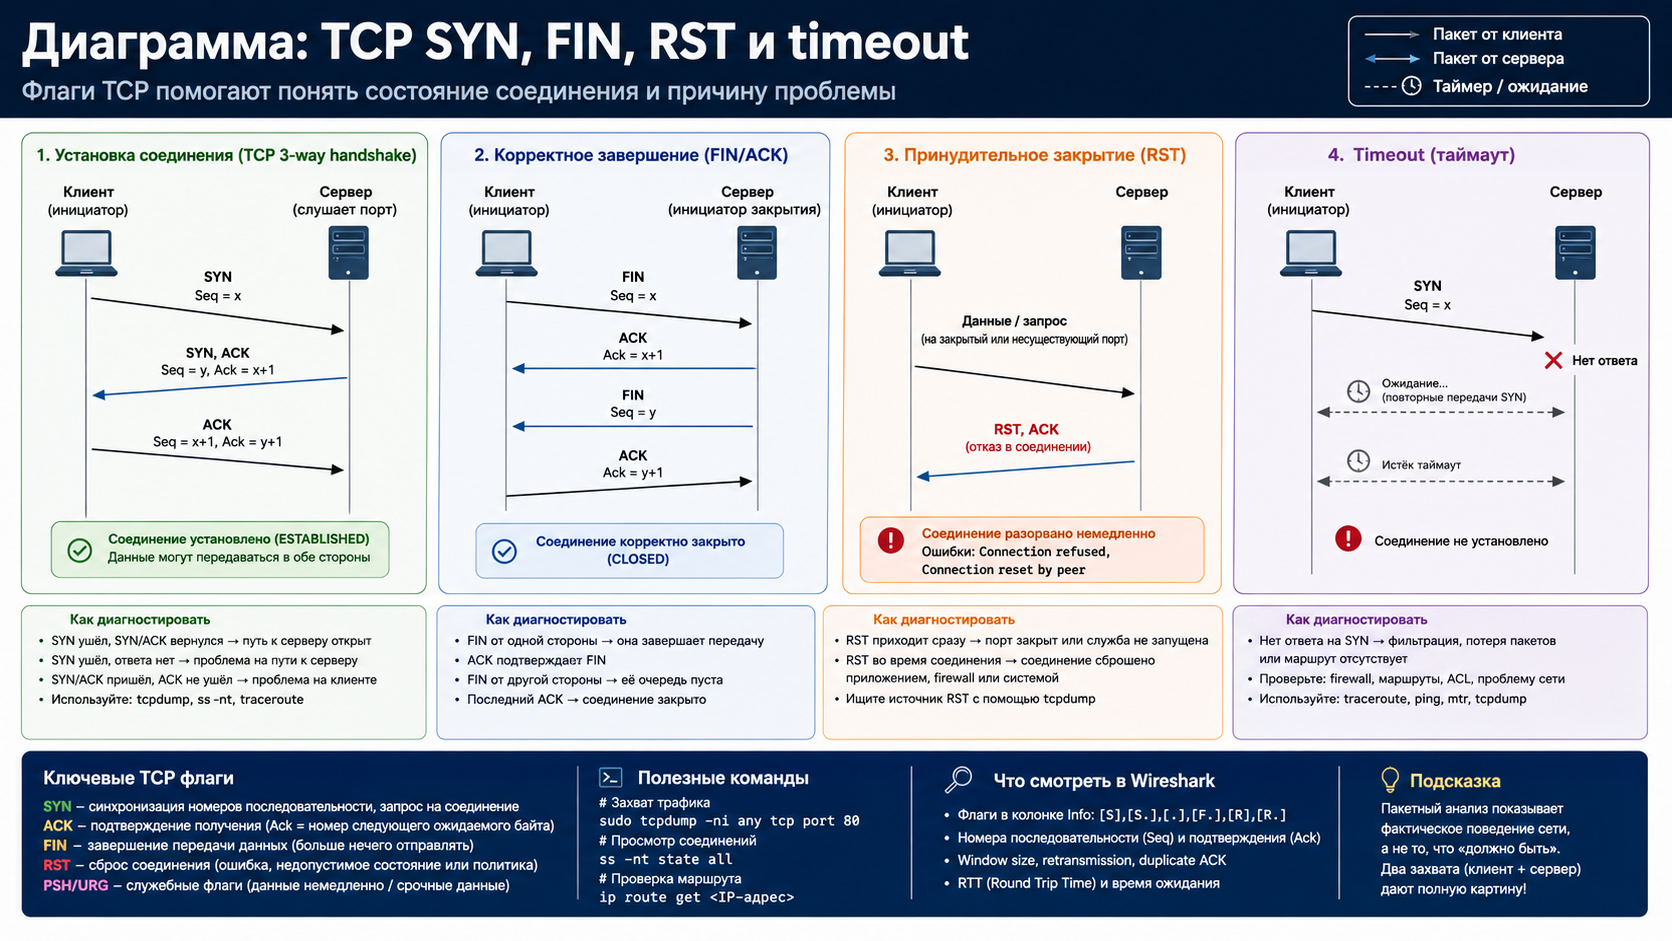 Диаграмма: TCP SYN, FIN, RST и timeout
Флаги TCP помогают понять состояние соединения и причину проблемы
Пакет от клиента
Пакет от сервера
Таймер / ожидание
1. Установка соединения (TCP 3-way handshake)
Клиент
(инициатор)
Сервер
(слушает порт)
SYN
Seq = x
SYN, ACK
Seq = y, Ack = x+1
ACK
Seq = x+1, Ack = y+1
Соединение установлено (ESTABLISHED)
Данные могут передаваться в обе стороны
2. Корректное завершение (FIN/ACK)
Клиент
(инициатор)
Сервер
(инициатор закрытия)
FIN
Seq = x
ACK
Ack = x+1
FIN
Seq = y
ACK
Ack = y+1
Соединение корректно закрыто
(CLOSED)
3. Принудительное закрытие (RST)
Клиент
(инициатор)
Сервер
Данные / запрос
(на закрытый или несуществующий порт)
RST, ACK
(отказ в соединении)
Соединение разорвано немедленно
Ошибки: Connection refused,
Connection reset by peer
4. Timeout (таймаут)
Клиент
(инициатор)
Сервер
SYN
Seq = x
Нет ответа
Ожидание...
(повторные передачи SYN)
Истёк таймаут
Соединение не установлено
Как диагностировать
• SYN ушёл, SYN/ACK вернулся → путь к серверу открыт
• SYN ушёл, ответа нет → проблема на пути к серверу
• SYN/ACK пришёл, ACK не ушёл → проблема на клиенте
• Используйте: tcpdump, ss -nt, traceroute
Как диагностировать
• FIN от одной стороны → она завершает передачу
• ACK подтверждает FIN
• FIN от другой стороны → её очередь пуста
• Последний ACK → соединение закрыто
Как диагностировать
• RST приходит сразу → порт закрыт или служба не запущена
• RST во время соединения → соединение сброшено
приложением, firewall или системой
• Ищите источник RST с помощью tcpdump
Как диагностировать
• Нет ответа на SYN → фильтрация, потеря пакетов
или маршрут отсутствует
• Проверьте: firewall, маршруты, ACL, проблему сети
• Используйте: traceroute, ping, mtr, tcpdump
Ключевые TCP флаги
SYN – синхронизация номеров последовательности, запрос на соединение
ACK – подтверждение получения (Ack = номер следующего ожидаемого байта)
FIN – завершение передачи данных (больше нечего отправлять)
RST – сброс соединения (ошибка, недопустимое состояние или политика)
PSH/URG – служебные флаги (данные немедленно / срочные данные)
Полезные команды
# Захват трафика
sudo tcpdump -ni any tcp port 80
# Просмотр соединений
ss -nt state all
# Проверка маршрута
ip route get <IP-адрес>
Что смотреть в Wireshark
• Флаги в колонке Info: [S],[S.],[.],[F.],[R],[R.]
• Номера последовательности (Seq) и подтверждения (Ack)
• Window size, retransmission, duplicate ACK
• RTT (Round Trip Time) и время ожидания
Подсказка
Пакетный анализ показывает
фактическое поведение сети,
а не то, что «должно быть».
Два захвата (клиент + сервер)
дают полную картину!